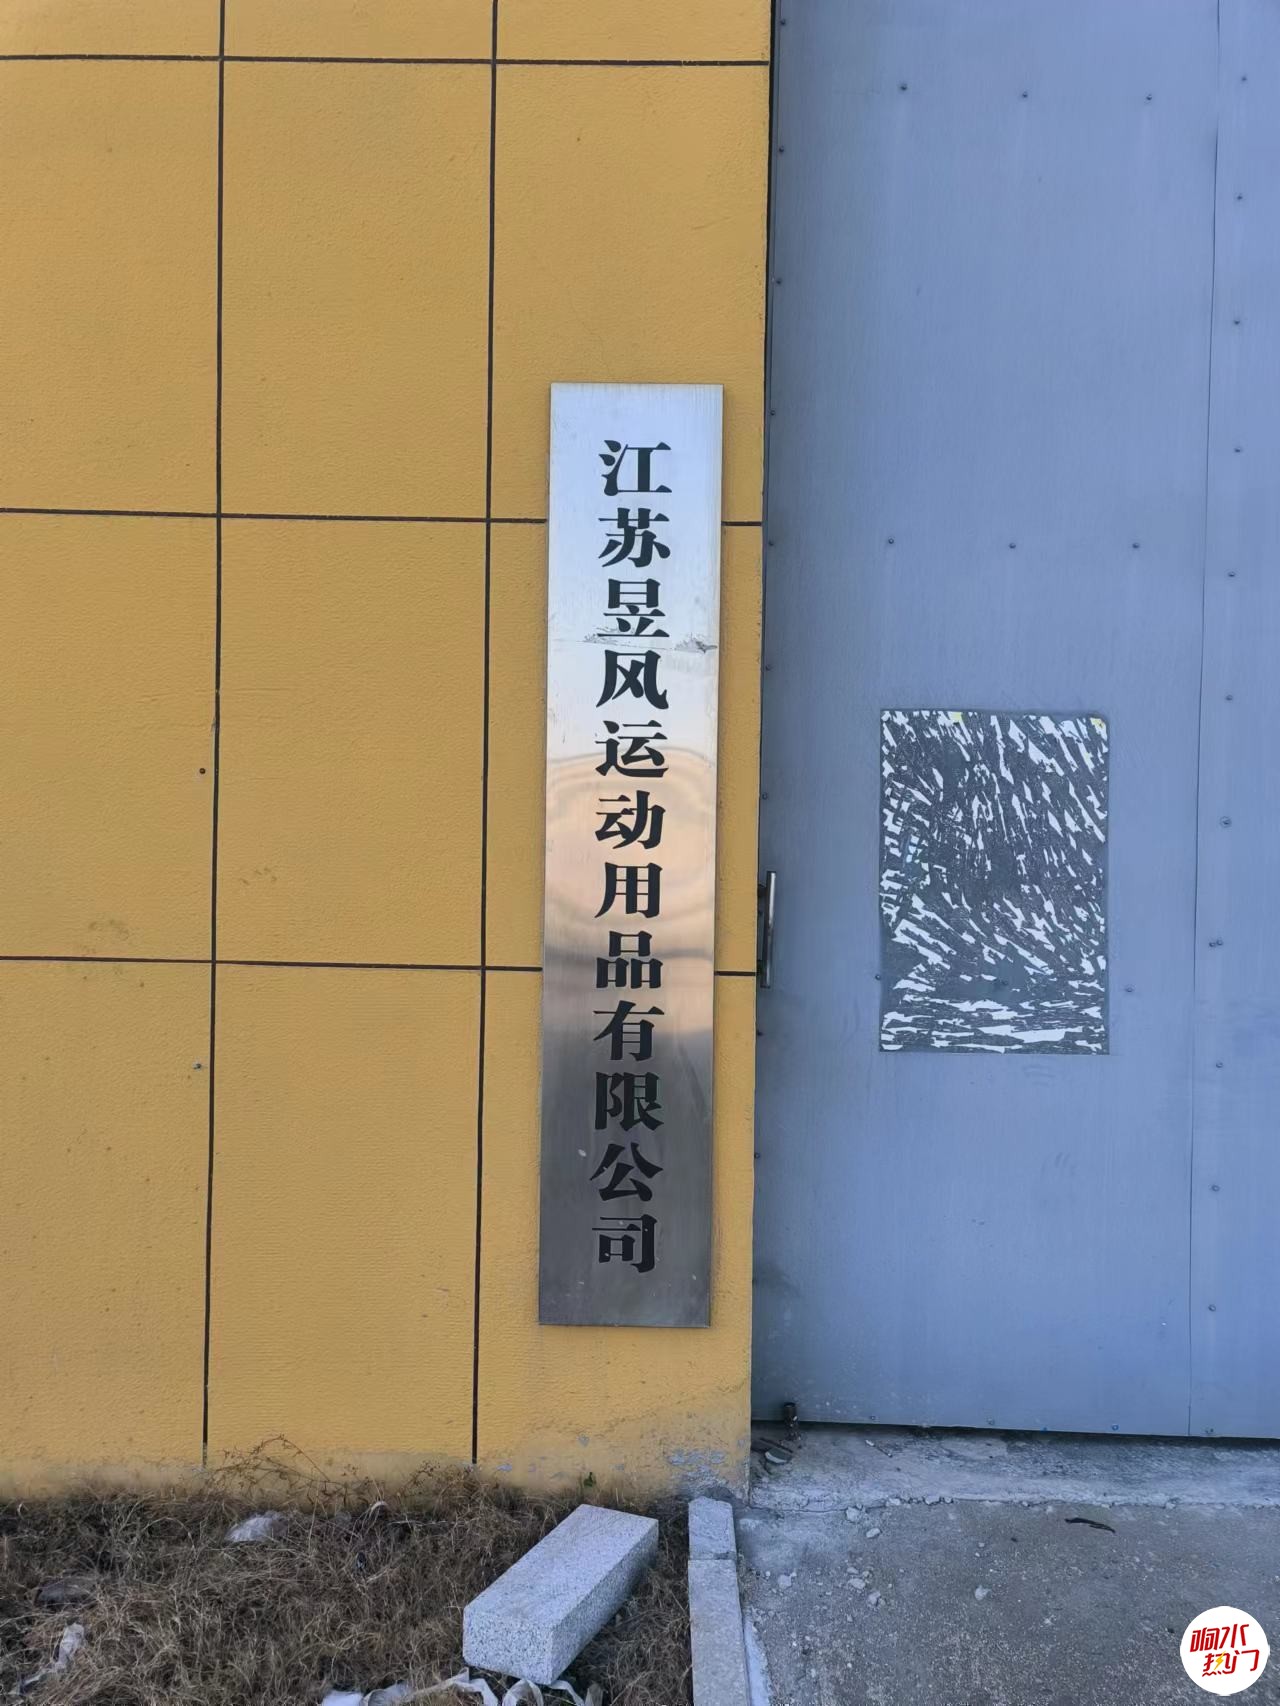 江苏昱风运动用品有限公司
响水
热门